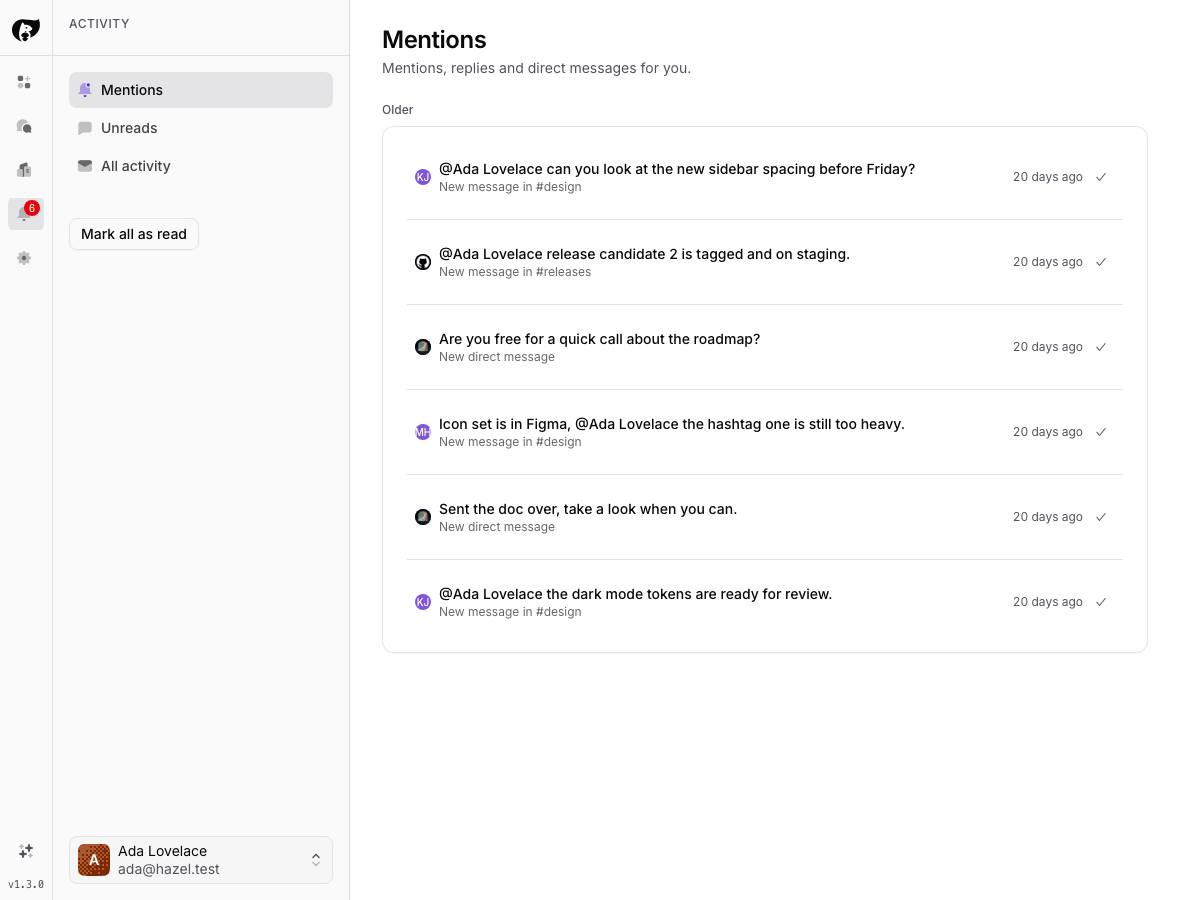 ACTIVITY
Mentions
Unreads
All activity
6
Mark all as read
A
Ada Lovelace
ada@hazel.test
v1.3.0
Mentions
Mentions, replies and direct messages for you.
Older
KJ
@Ada Lovelace can you look at the new sidebar spacing before Friday?
New message in #design
20 days ago
@Ada Lovelace release candidate 2 is tagged and on staging.
New message in #releases
20 days ago
Are you free for a quick call about the roadmap?
New direct message
20 days ago
MH
Icon set is in Figma, @Ada Lovelace the hashtag one is still too heavy.
New message in #design
20 days ago
Sent the doc over, take a look when you can.
New direct message
20 days ago
KJ
@Ada Lovelace the dark mode tokens are ready for review.
New message in #design
20 days ago